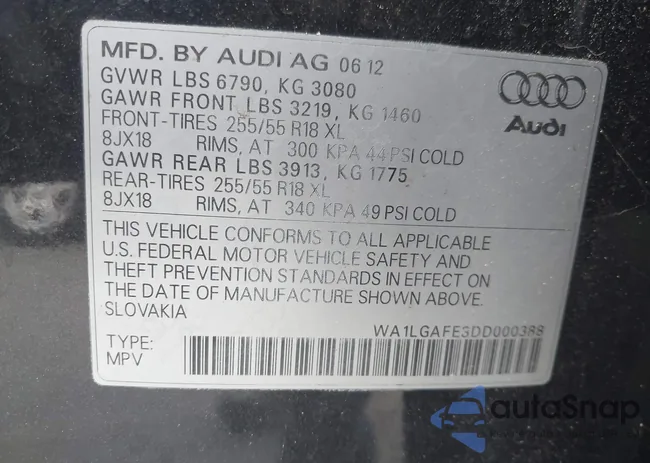 MFD. BY AUDI AG 06 12
GVWR LBS 6790, KG 3080
GAWR FRONT LBS 3219, KG 1460
FRONT-TIRES 255/55 R18 XL
8JX18 RIMS, AT 300 KPA 44 PSI COLD
GAWR REAR LBS 3913, KG 1775
REAR-TIRES 255/55 R18 XL
8JX18 RIMS, AT 340 KPA 49 PSI COLD
Audi
THIS VEHICLE CONFORMS TO ALL APPLICABLE
U.S. FEDERAL MOTOR VEHICLE SAFETY AND
THEFT PREVENTION STANDARDS IN EFFECT ON
THE DATE OF MANUFACTURE SHOWN ABOVE.
SLOVAKIA
WA1LGAFE3DD000388
TYPE:
MPV
autoSnap